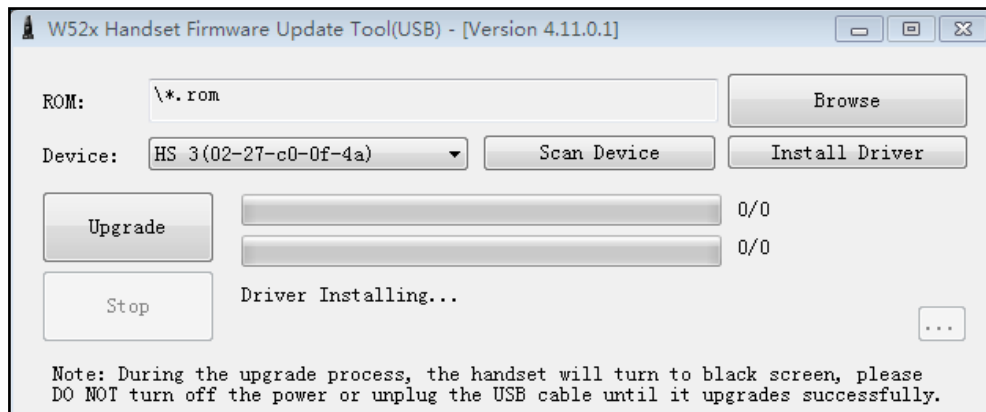 W52x Handset Firmware Update Tool(USB) - [Version 4.11.0.1]
ROM: \*.rom Browse
Device: HS 3(02-27-c0-0f-4a) Scan Device Install Driver
Upgrade 0/0
0/0
Stop Driver Installing...
...
Note: During the upgrade process, the handset will turn to black screen, please
DO NOT turn off the power or unplug the USB cable until it upgrades successfully.